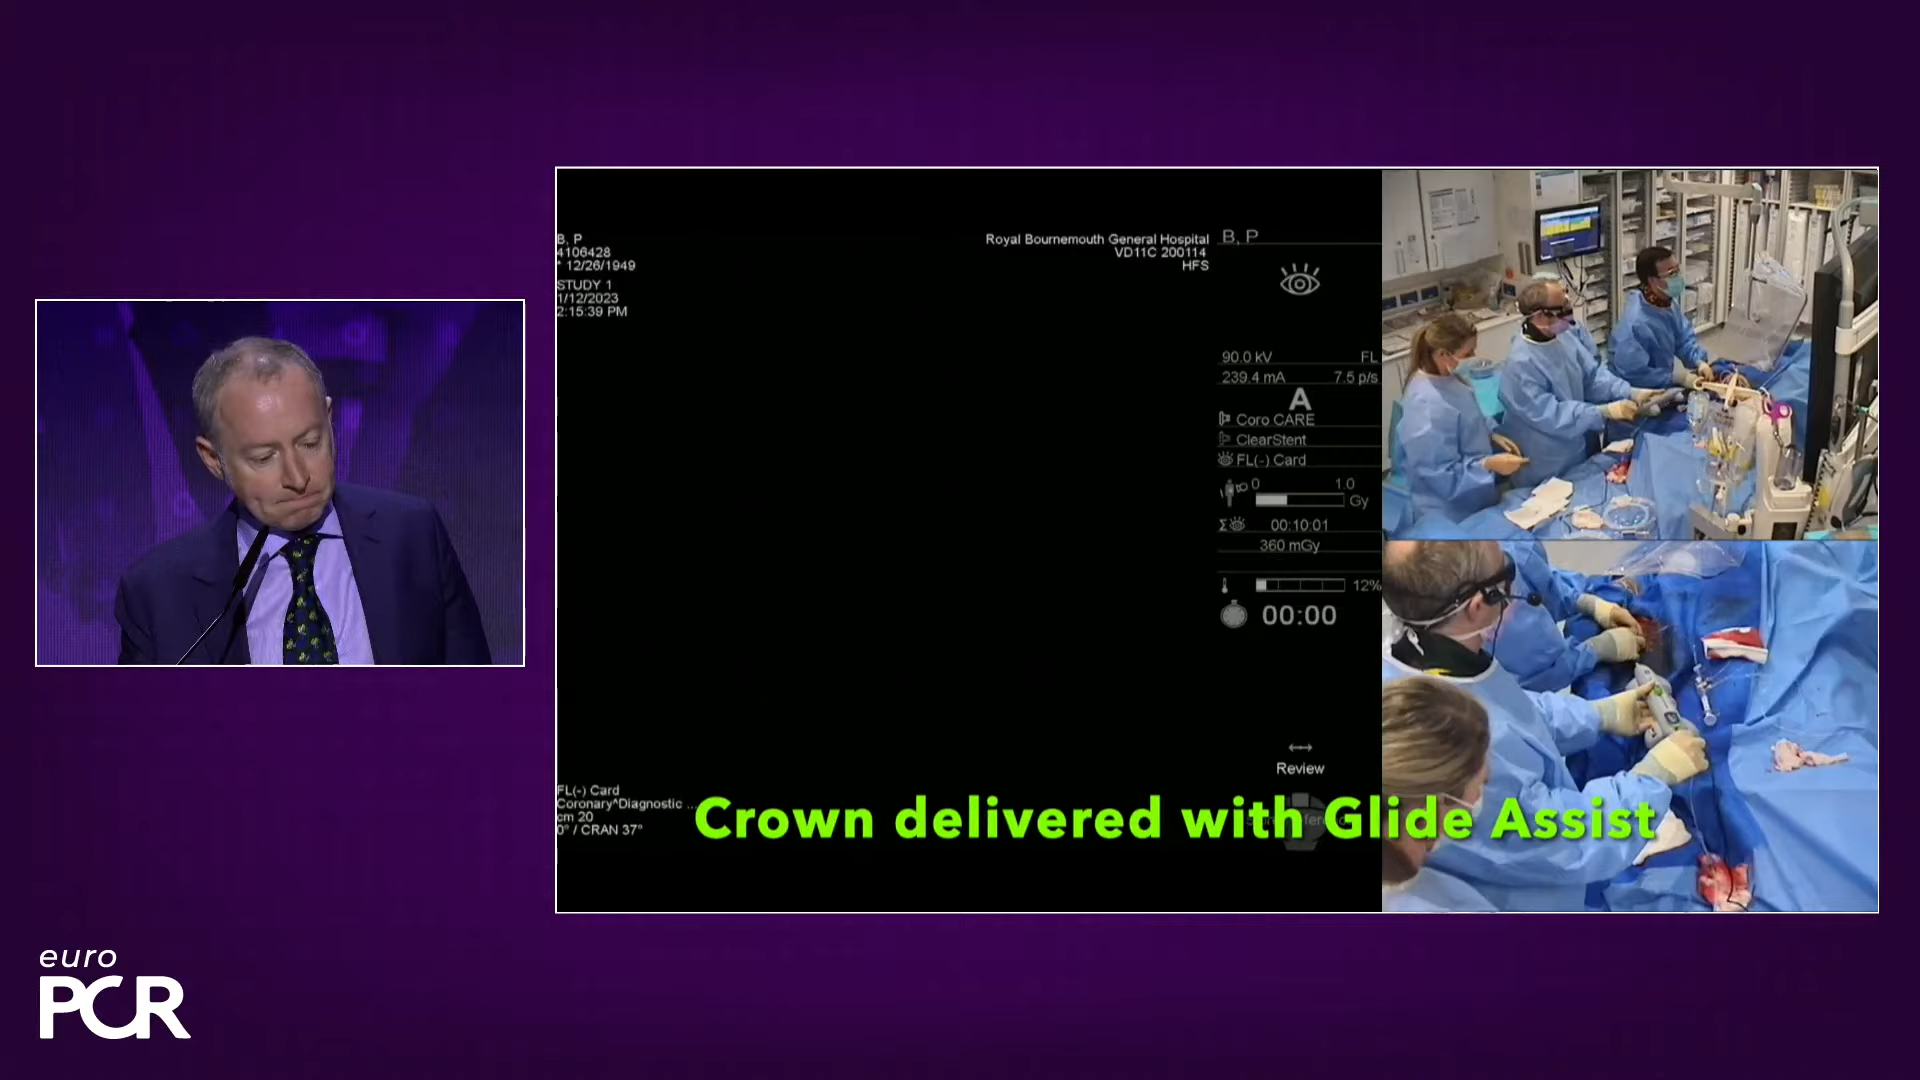 B, P
4106428
* 12/26/1949
STUDY 1
1/12/2023
2:15:39 PM
Royal Bournemouth General Hospital
VD11C 200114
HFS
B, P
90.0 kV FL
239.4 mA 7.5 p/s
A
Coro CARE
ClearStent
FL(-) Card
0 1.0
Gy
Σ 00:10:01
360 mGy
12%
00:00
Review
FL(-) Card
Coronary^Diagnostic ...
cm 20
0° / CRAN 37°
Crown delivered with Glide Assist
euro
PCR